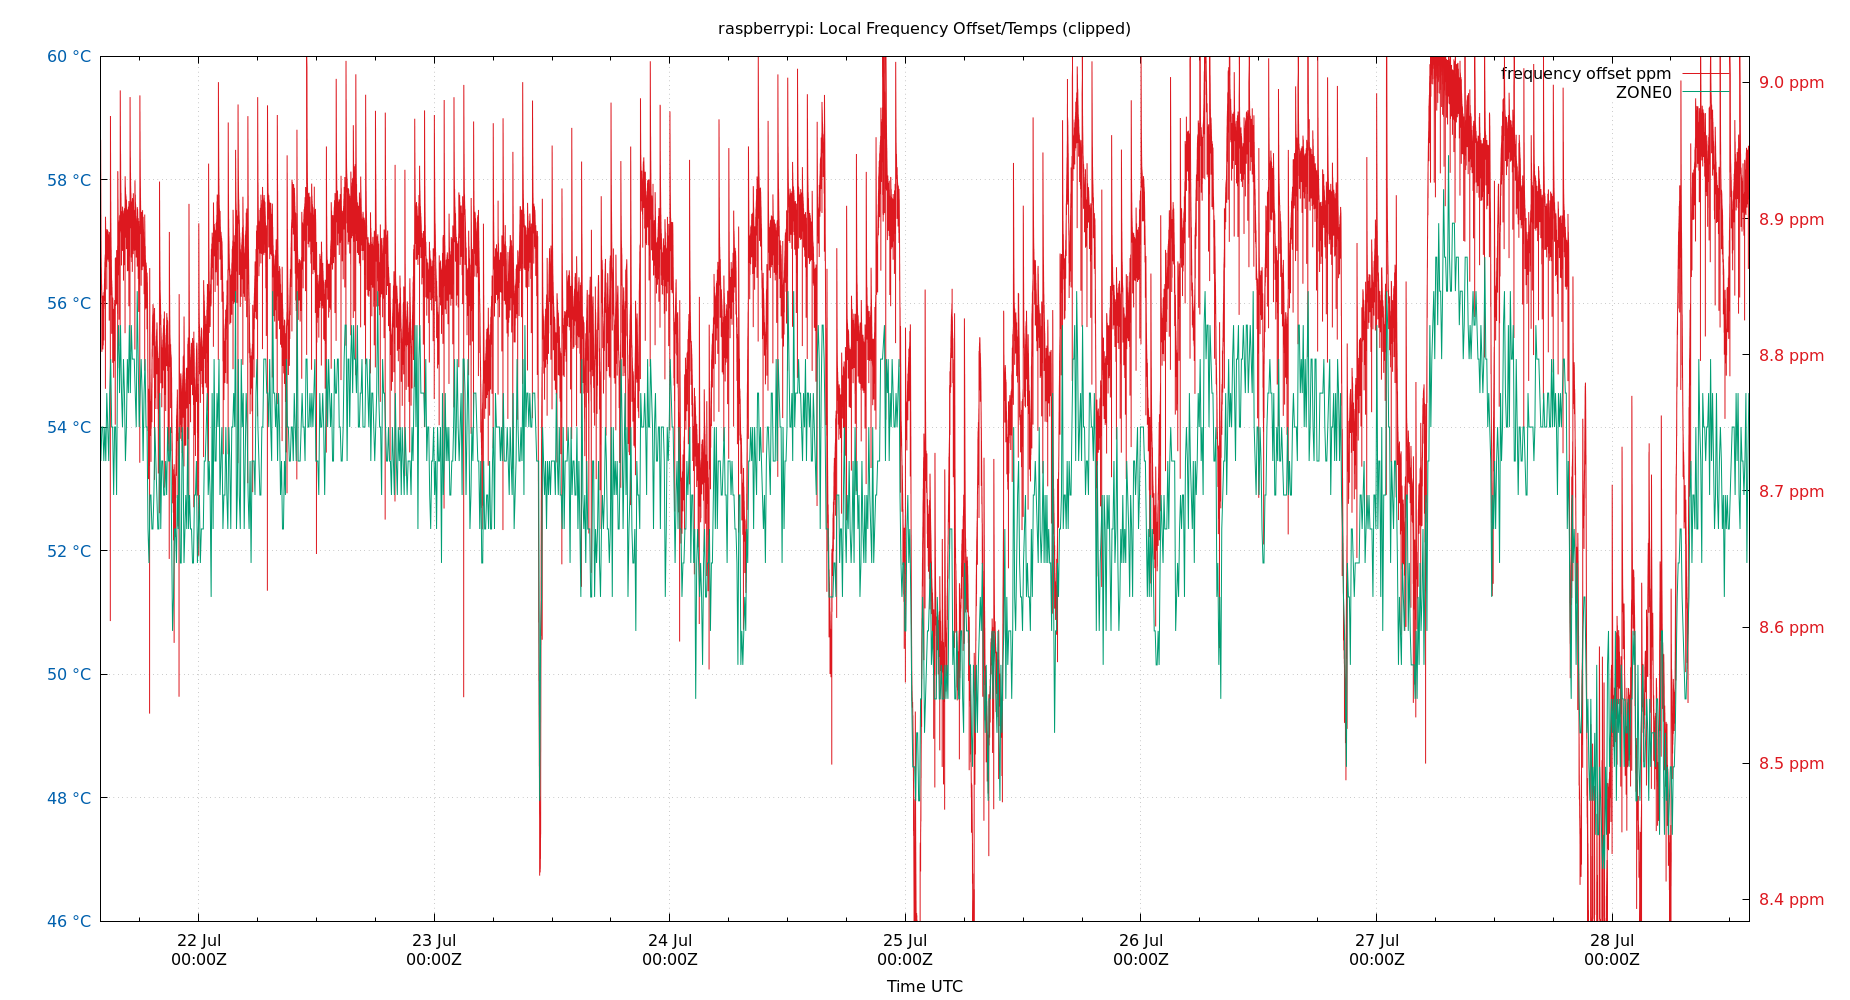 raspberrypi: Local Frequency Offset/Temps (clipped)
60 °C
58 °C
56 °C
54 °C
52 °C
50 °C
48 °C
46 °C
frequency offset ppm
ZONE0
9.0 ppm
8.9 ppm
8.8 ppm
8.7 ppm
8.6 ppm
8.5 ppm
8.4 ppm
22 Jul
00:00Z
23 Jul
00:00Z
24 Jul
00:00Z
25 Jul
00:00Z
26 Jul
00:00Z
27 Jul
00:00Z
28 Jul
00:00Z
Time UTC